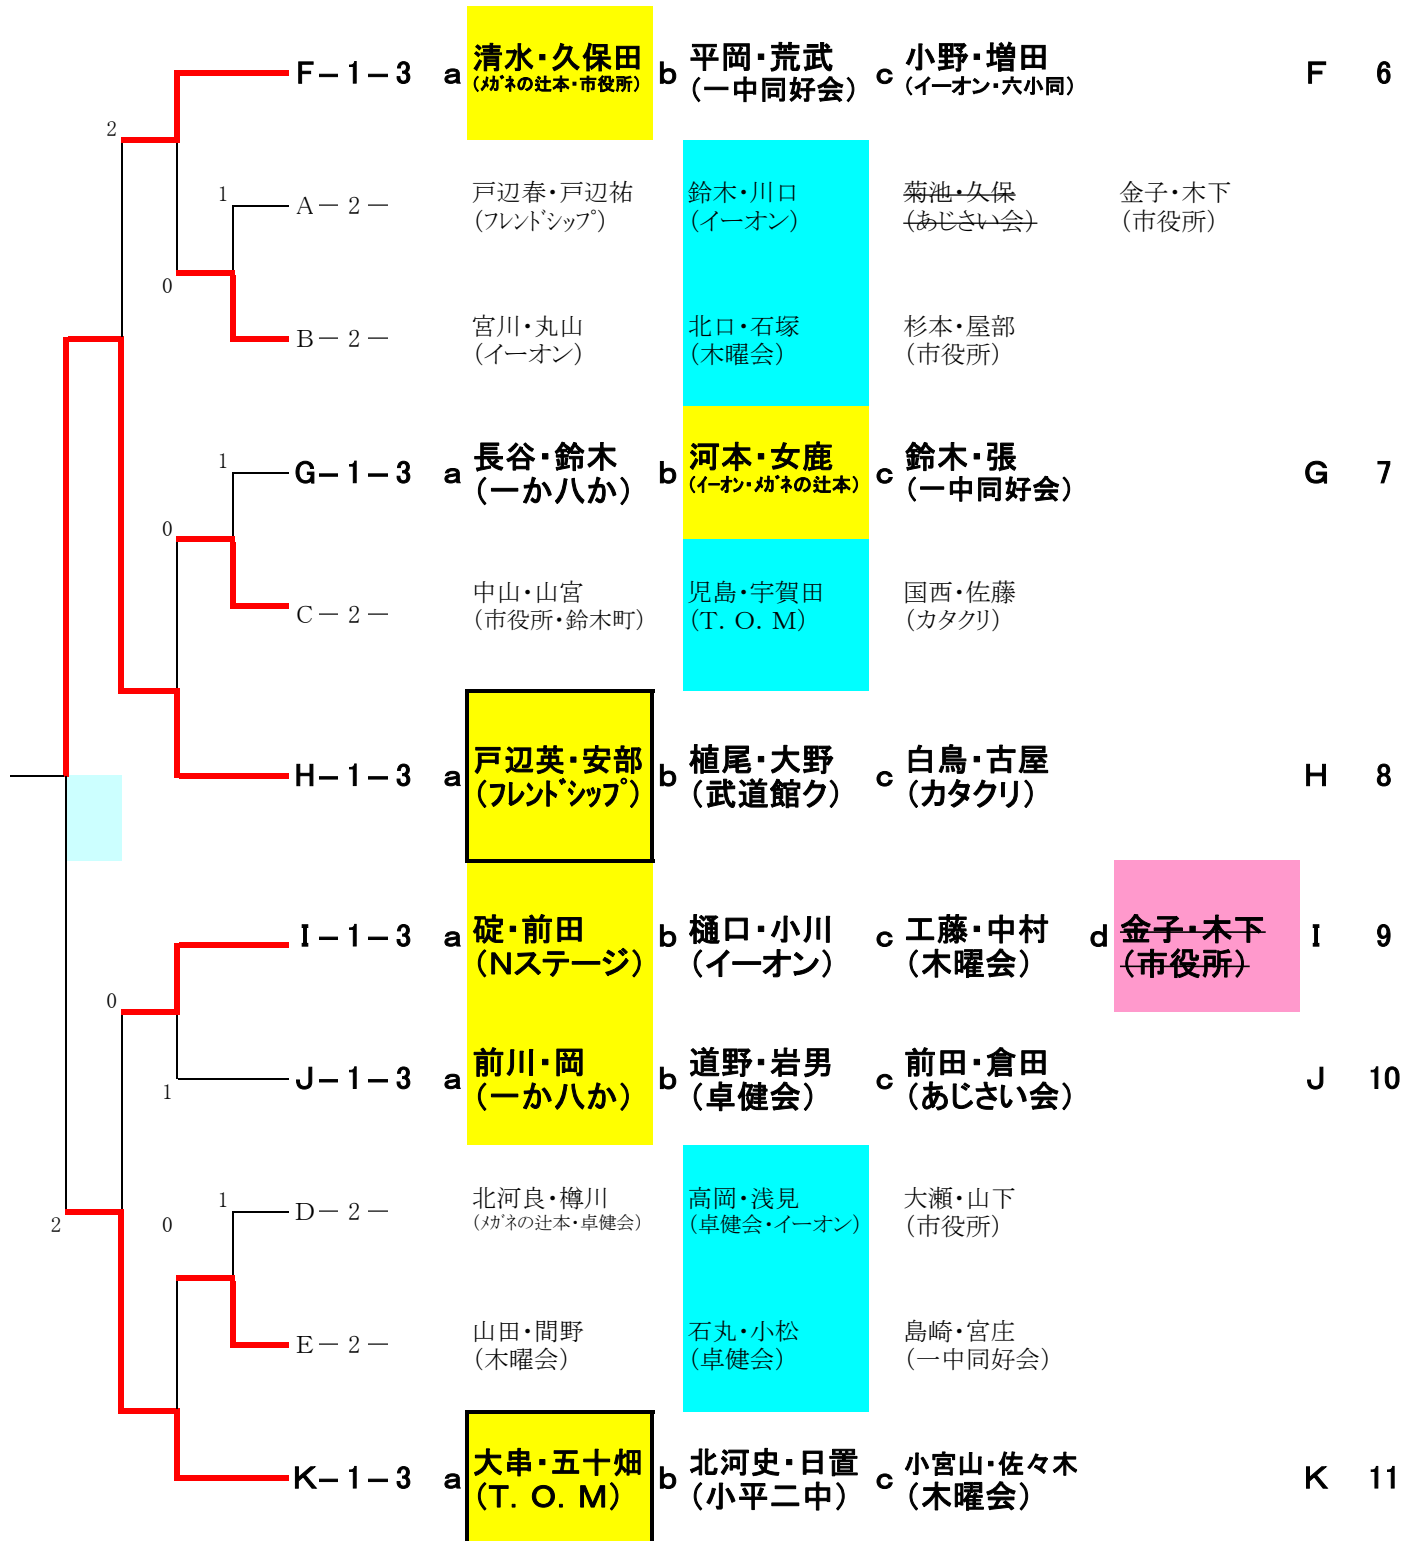 F－1－3 a 清水・久保田 b 平岡・荒武 c 小野・増田 F 6
(メガネの辻本・市役所) (一中同好会) (イーオン・六小同)
2
1 A－2－ 戸辺春・戸辺祐 鈴木・川口 菊池・久保 金子・木下
(フレンドシップ) (イーオン) (あじさい会) (市役所)
0
B－2－ 宮川・丸山 北口・石塚 杉本・屋部
(イーオン) (木曜会) (市役所)
1 G－1－3 a 長谷・鈴木 b 河本・女鹿 c 鈴木・張 G 7
(一か八か) (イーオン・メガネの辻本) (一中同好会)
0
C－2－ 中山・山宮 児島・宇賀田 国西・佐藤
(市役所・鈴木町) (T．O．M) (カタクリ)
H－1－3 a 戸辺英・安部 b 植尾・大野 c 白鳥・古屋 H 8
(フレンドシップ) (武道館ク) (カタクリ)
I－1－3 a 碇・前田 b 樋口・小川 c 工藤・中村 d 金子・木下 I 9
(Nステージ) (イーオン) (木曜会) (市役所)
0
J－1－3 a 前川・岡 b 道野・岩男 c 前田・倉田 J 10
1 (一か八か) (卓健会) (あじさい会)
1 D－2－ 北河良・樽川 高岡・浅見 大瀬・山下
2 0 (メガネの辻本・卓健会) (卓健会・イーオン) (市役所)
E－2－ 山田・間野 石丸・小松 島崎・宮庄
(木曜会) (卓健会) (一中同好会)
K－1－3 a 大串・五十畑 b 北河史・日置 c 小宮山・佐々木 K 11
(T．O．M) (小平二中) (木曜会)